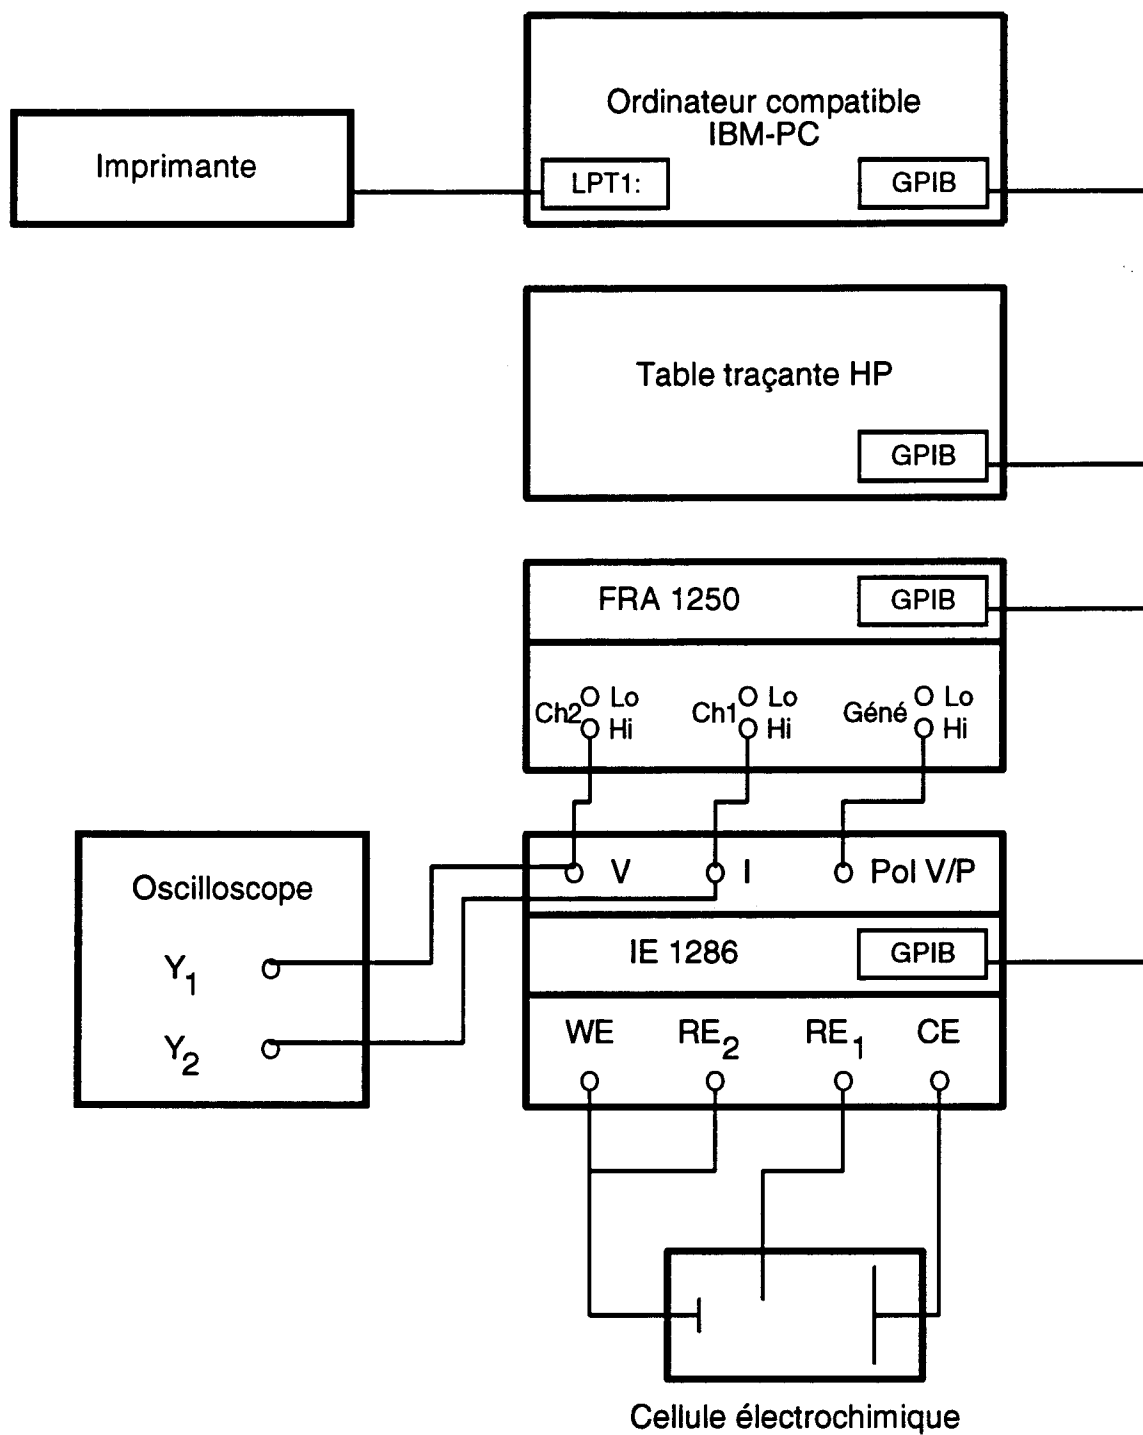 Ordinateur compatible
IBM-PC
Imprimante
LPT1:
GPIB
Table traçante HP
GPIB
FRA 1250
GPIB
Ch2
Lo
Hi
Ch1
Lo
Hi
Géné
Lo
Hi
V
I
Pol V/P
Oscilloscope
Y1
Y2
IE 1286
GPIB
WE
RE2
RE1
CE
Cellule électrochimique